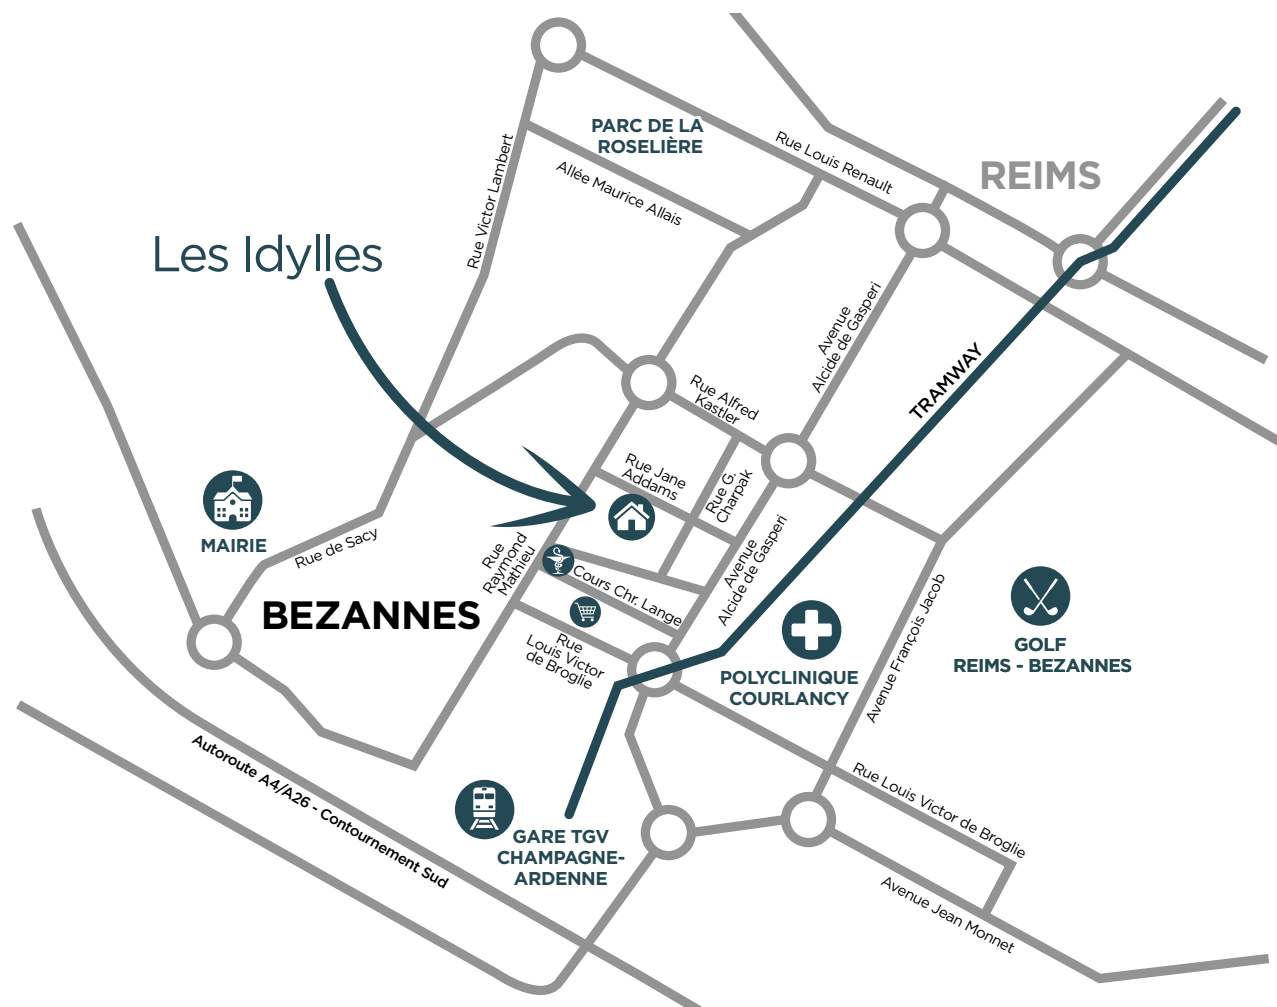 PARC DE LA
ROSELIÈRE
Rue Louis Renault
REIMS
Allée Maurice Allais
Rue Victor Lambert
Les Idylles
Avenue
Alcide de Gasperi
TRAMWAY
Rue Alfred
Kastler
Rue Jane
Addams
Rue G.
Charpak
MAIRIE
Rue de Sacy
Rue
Raymond
Mathieu
Avenue
Alcide de Gasperi
Cours Chr. Lange
BEZANNES
Rue
Louis Victor
de Broglie
POLYCLINIQUE
COURLANCY
Avenue François Jacob
GOLF
REIMS - BEZANNES
Autoroute A4/A26 - Contournement Sud
GARE TGV
CHAMPAGNE-
ARDENNE
Rue Louis Victor de Broglie
Avenue Jean Monnet